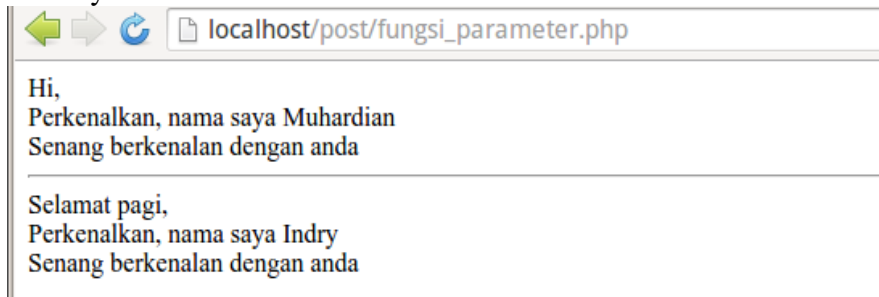 localhost/post/fungsi_parameter.php
Hi,
Perkenalkan, nama saya Muhardian
Senang berkenalan dengan anda
Selamat pagi,
Perkenalkan, nama saya Indry
Senang berkenalan dengan anda